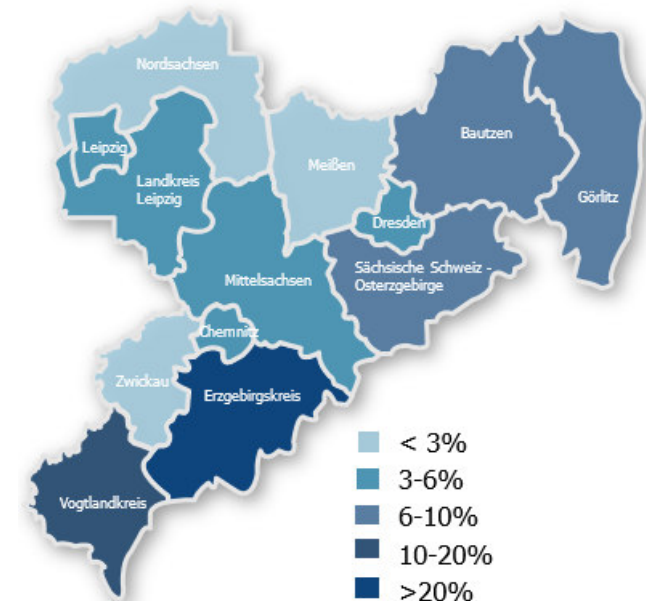 Nordsachsen
Leipzig
Landkreis
Leipzig
Meißen
Bautzen
Görlitz
Dresden
Sächsische Schweiz -
Osterzgebirge
Mittelsachsen
Chemnitz
Zwickau
Erzgebirgskreis
Vogtlandkreis
< 3%
3-6%
6-10%
10-20%
>20%